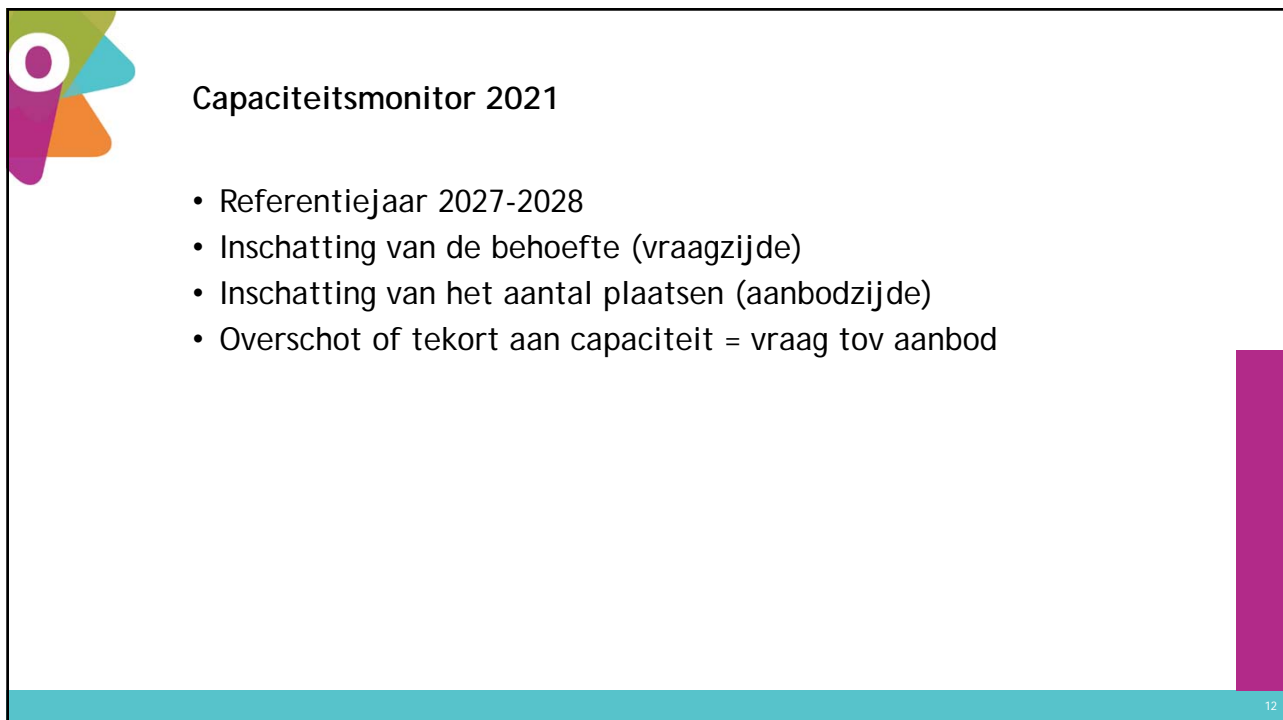 Capaciteitsmonitor 2021
• Referentiejaar 2027-2028
• Inschatting van de behoefte (vraagzijde)
• Inschatting van het aantal plaatsen (aanbodzijde)
• Overschot of tekort aan capaciteit = vraag tov aanbod
12